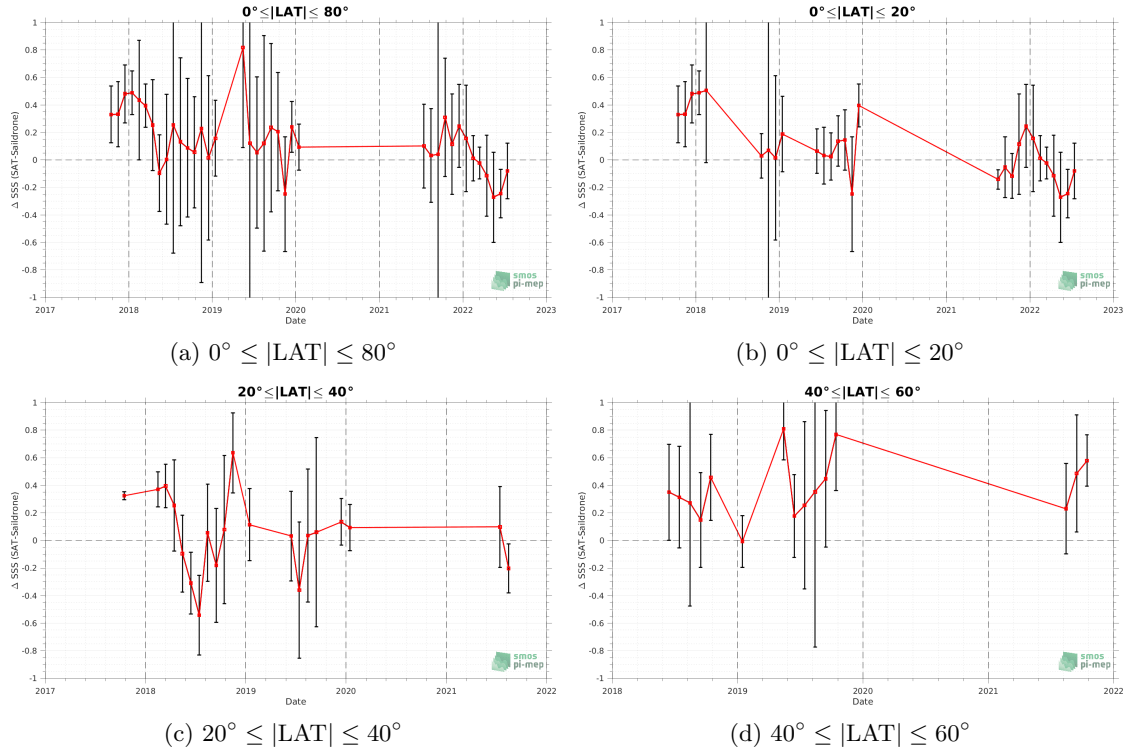 0°≤|LAT|≤ 80°
1
0.8
0.6
0.4
0.2
0
-0.2
-0.4
-0.6
-0.8
-1
Δ SSS (SAT-Saildrone)
2017 2018 2019 2020 2021 2022 2023
Date
smos
pi-mep
(a) 0° ≤ |LAT| ≤ 80°
0°≤|LAT|≤ 20°
1
0.8
0.6
0.4
0.2
0
-0.2
-0.4
-0.6
-0.8
-1
Δ SSS (SAT-Saildrone)
2017 2018 2019 2020 2021 2022 2023
Date
smos
pi-mep
(b) 0° ≤ |LAT| ≤ 20°
20°≤|LAT|≤ 40°
1
0.8
0.6
0.4
0.2
0
-0.2
-0.4
-0.6
-0.8
-1
Δ SSS (SAT-Saildrone)
2017 2018 2019 2020 2021 2022
Date
smos
pi-mep
(c) 20° ≤ |LAT| ≤ 40°
40°≤|LAT|≤ 60°
1
0.8
0.6
0.4
0.2
0
-0.2
-0.4
-0.6
-0.8
-1
Δ SSS (SAT-Saildrone)
2018 2019 2020 2021 2022
Date
smos
pi-mep
(d) 40° ≤ |LAT| ≤ 60°